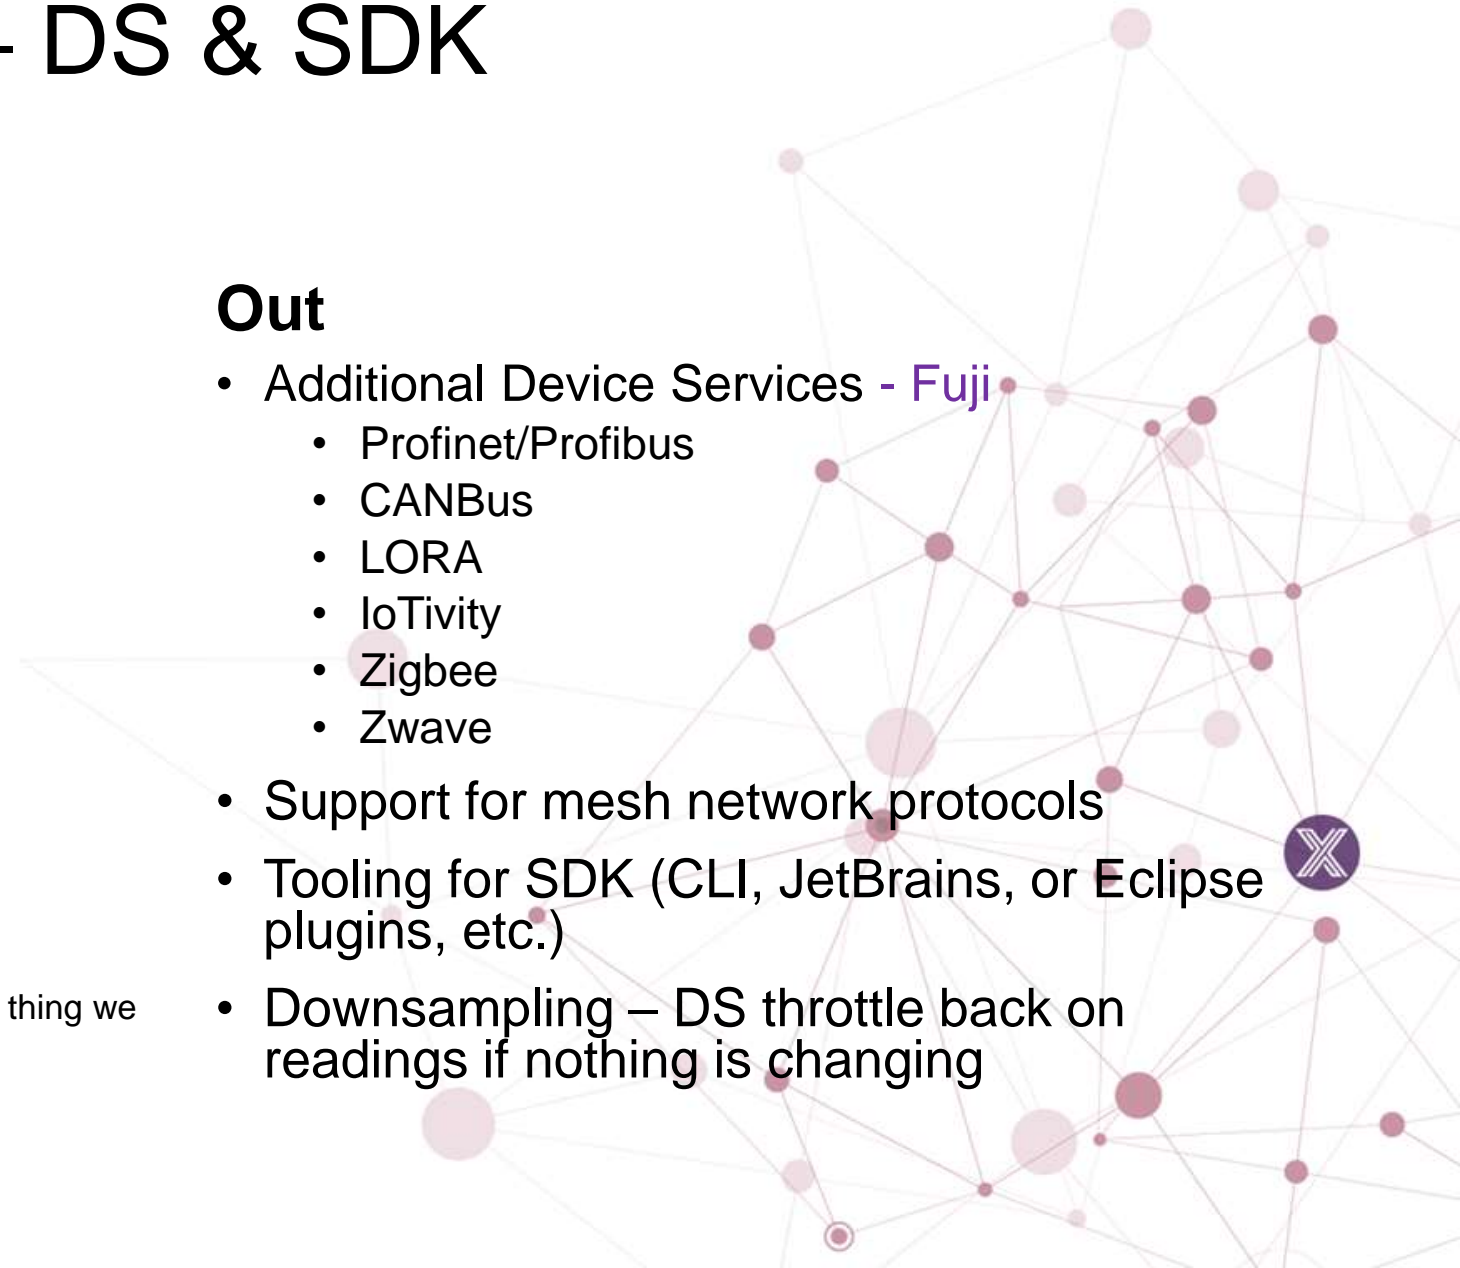 - DS & SDK
Out
• Additional Device Services - Fuji
• Profinet/Profibus
• CANBus
• LORA
• IoTivity
• Zigbee
• Zwave
• Support for mesh network protocols
• Tooling for SDK (CLI, JetBrains, or Eclipse
plugins, etc.)
thing we
• Downsampling – DS throttle back on
readings if nothing is changing